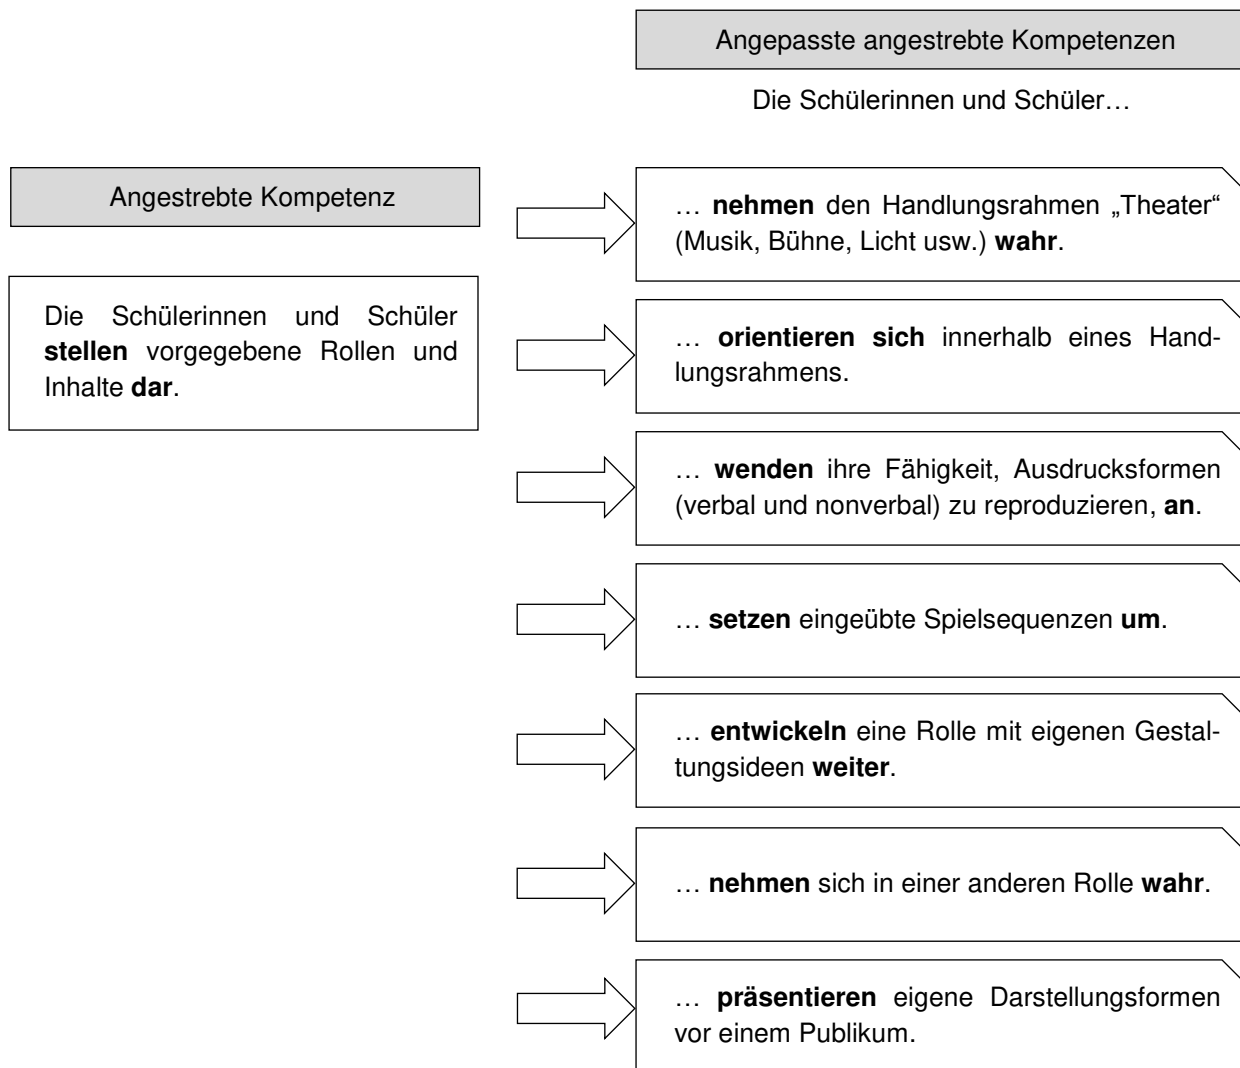 Angepasste angestrebte Kompetenzen
Die Schülerinnen und Schüler…
Angestrebte Kompetenz
Die Schülerinnen und Schüler
stellen vorgegebene Rollen und
Inhalte dar.
… nehmen den Handlungsrahmen „Theater“
(Musik, Bühne, Licht usw.) wahr.
… orientieren sich innerhalb eines Hand-
lungsrahmens.
… wenden ihre Fähigkeit, Ausdrucksformen
(verbal und nonverbal) zu reproduzieren, an.
… setzen eingeübte Spielsequenzen um.
… entwickeln eine Rolle mit eigenen Gestal-
tungsideen weiter.
… nehmen sich in einer anderen Rolle wahr.
… präsentieren eigene Darstellungsformen
vor einem Publikum.